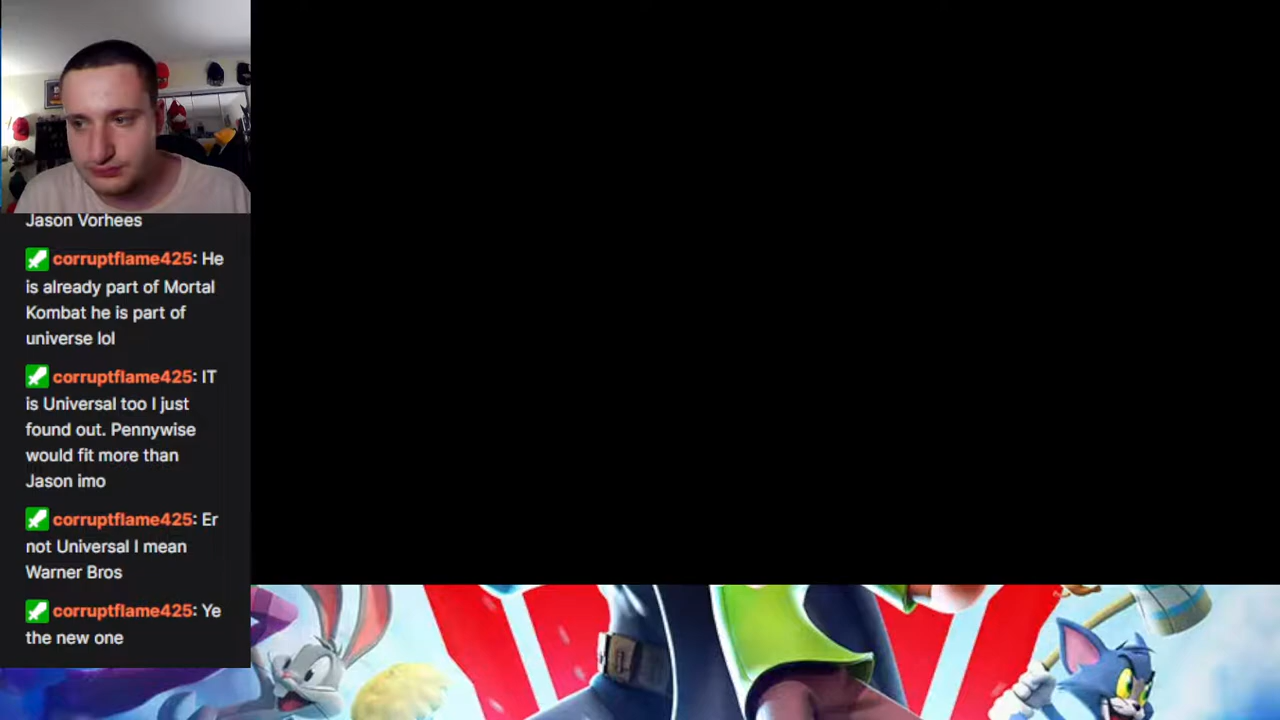 Jason Vorhees
corruptflame425: He
is already part of Mortal
Kombat he is part of
universe lol
corruptflame425: IT
is Universal too I just
found out. Pennywise
would fit more than
Jason imo
corruptflame425: Er
not Universal I mean
Warner Bros
corruptflame425: Ye
the new one